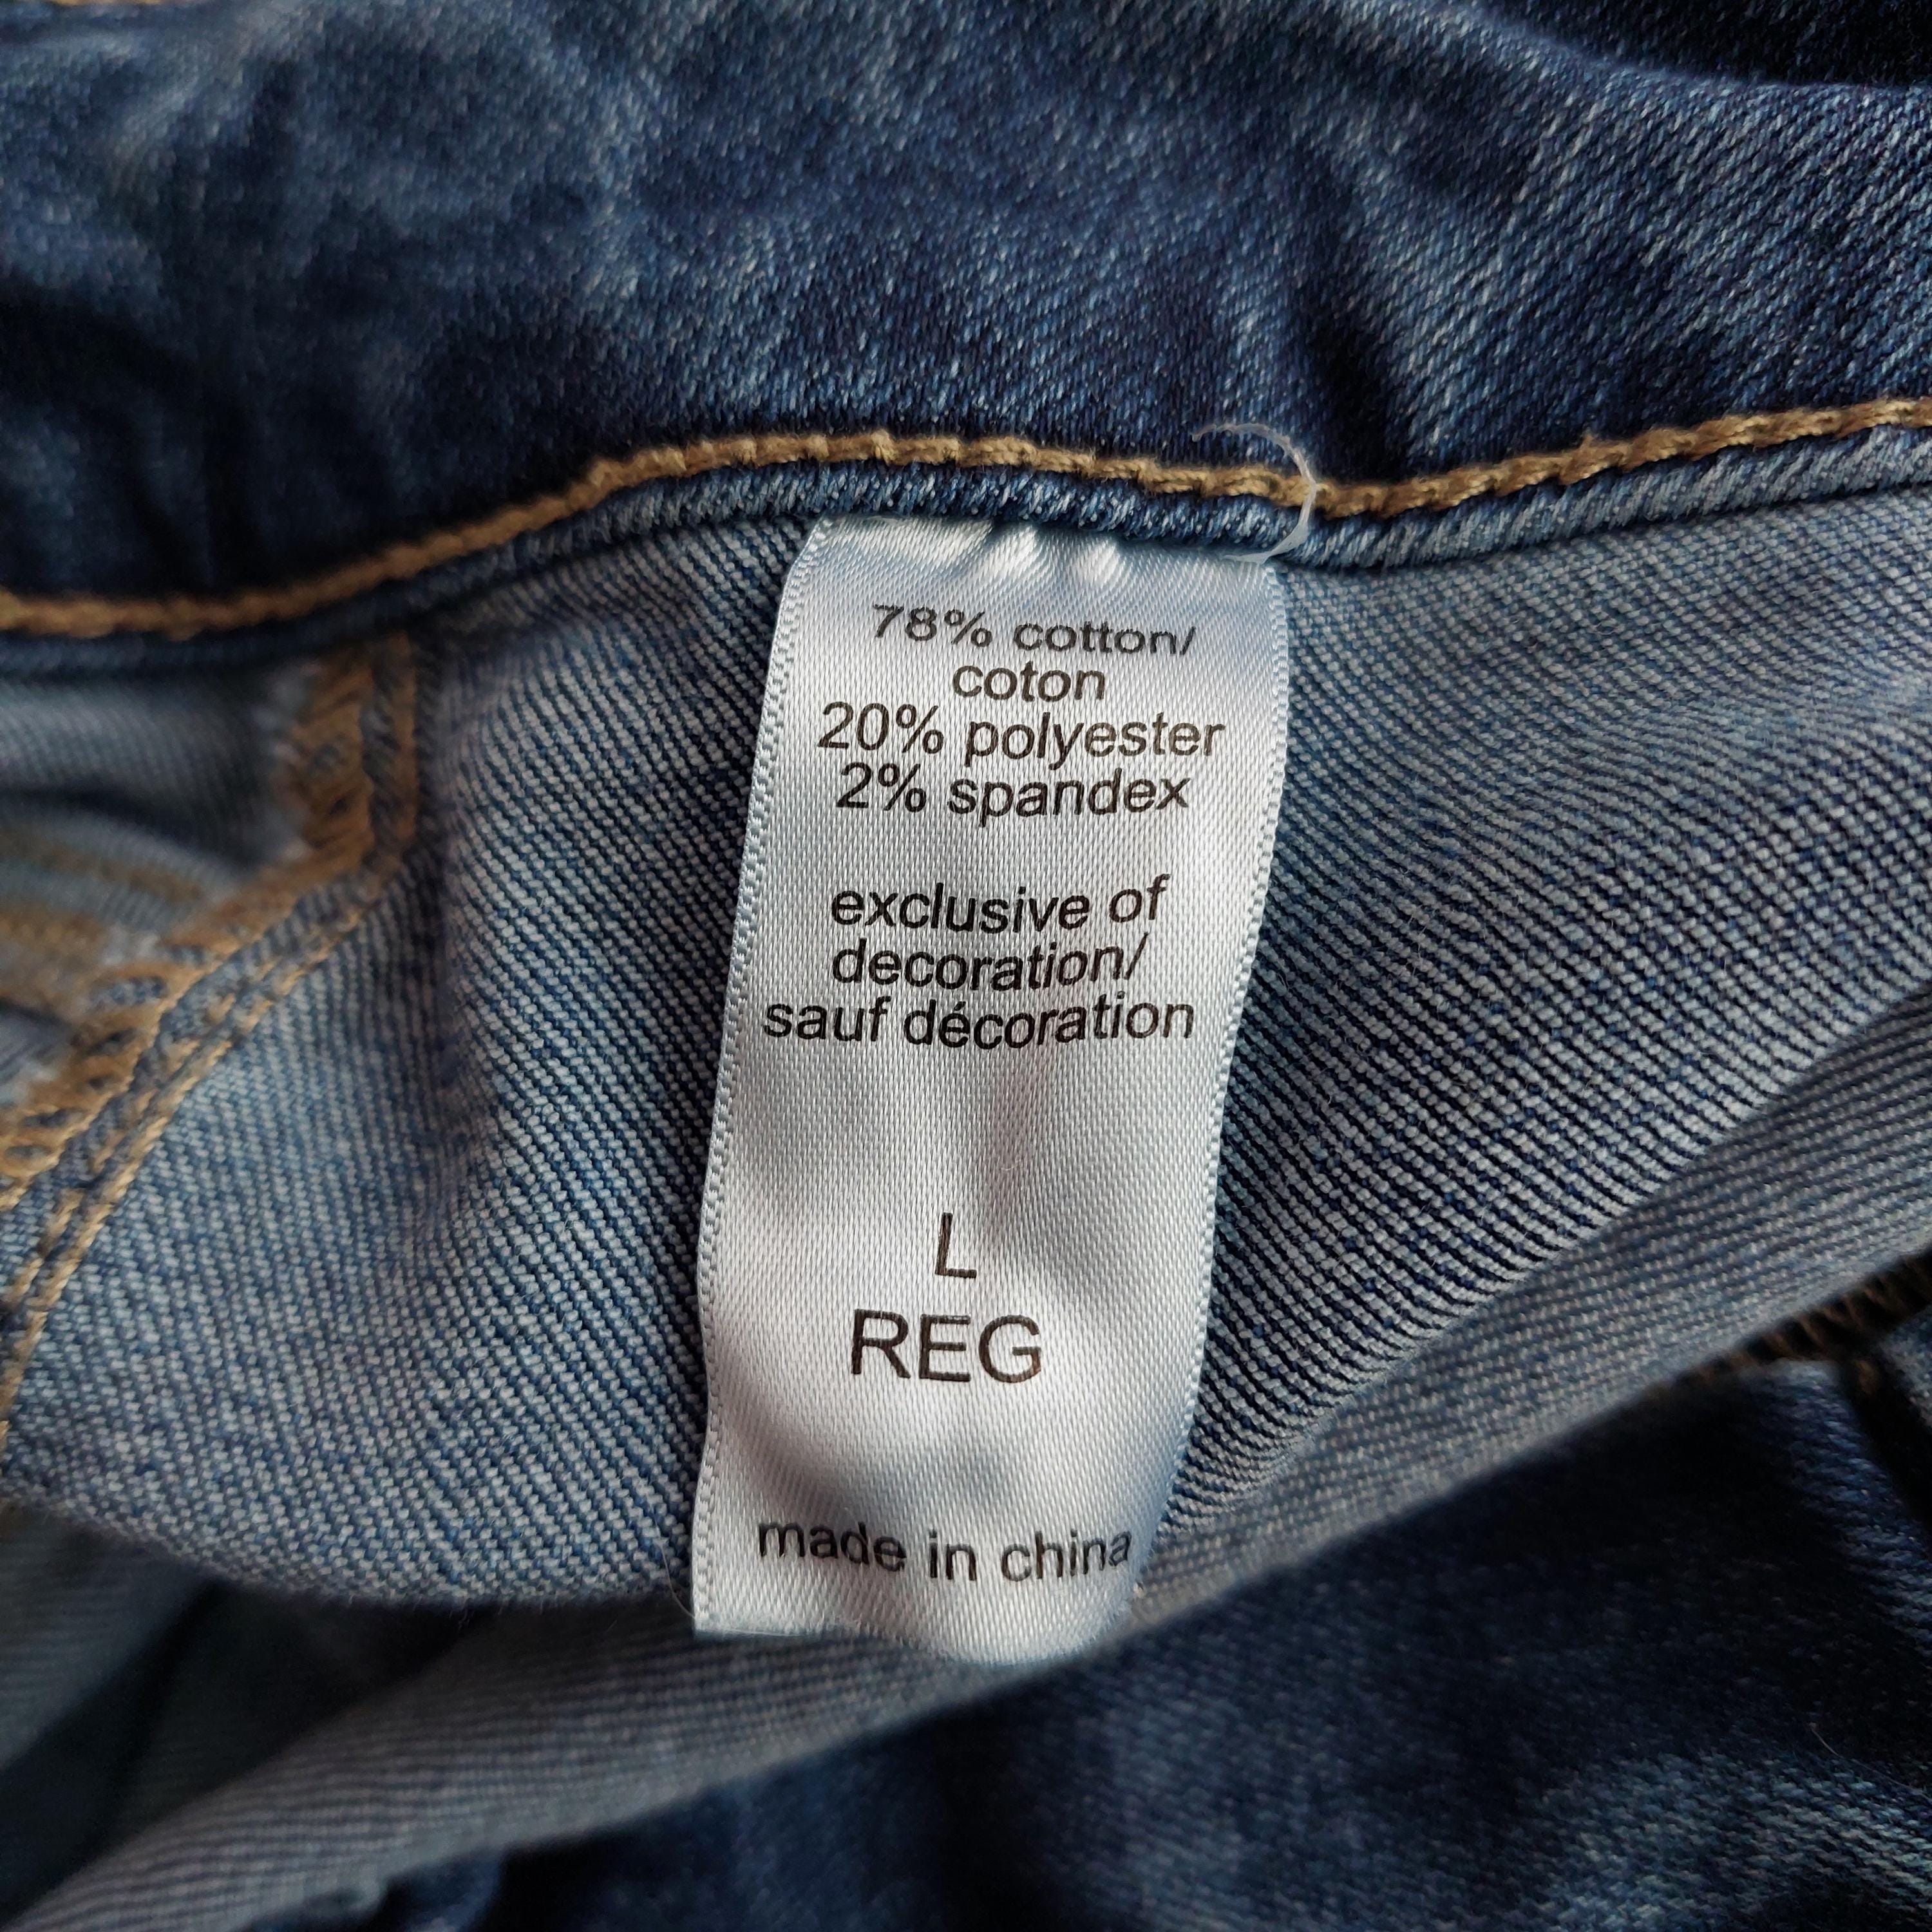 78% cotton/
coton
20% polyester
2% spandex
exclusive of
decoration/
sauf décoration
L
REG
made in china